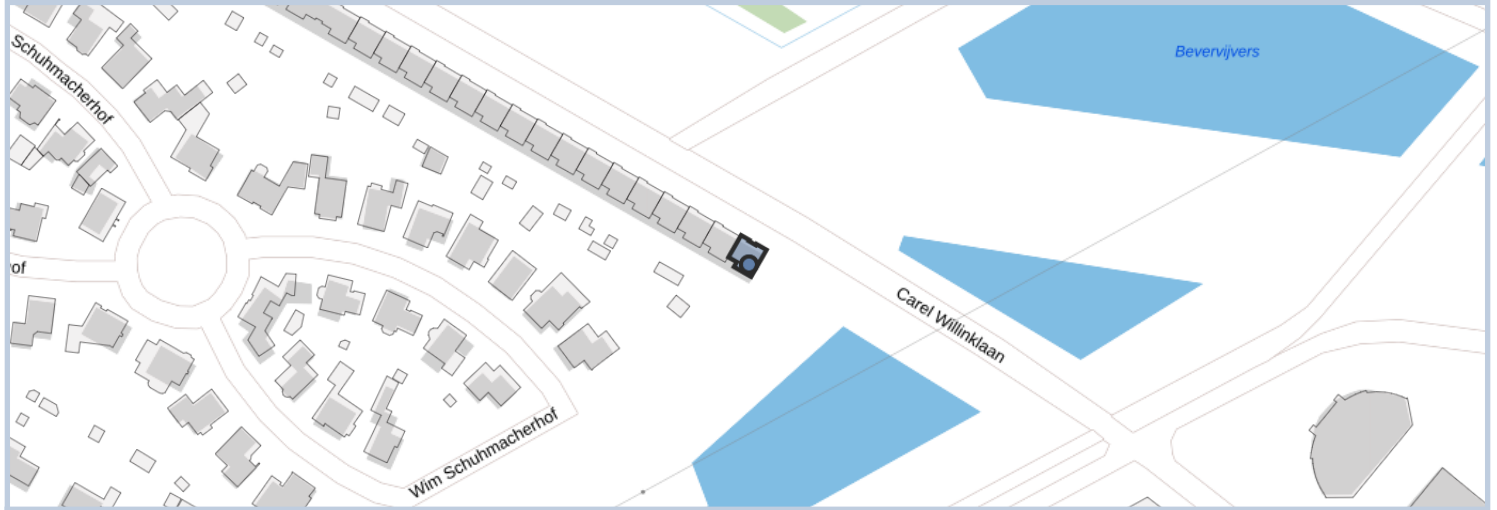 Schuhmacherhof
Bevervijvers
of
Carel Willinklaan
Wim Schuhmacherhof